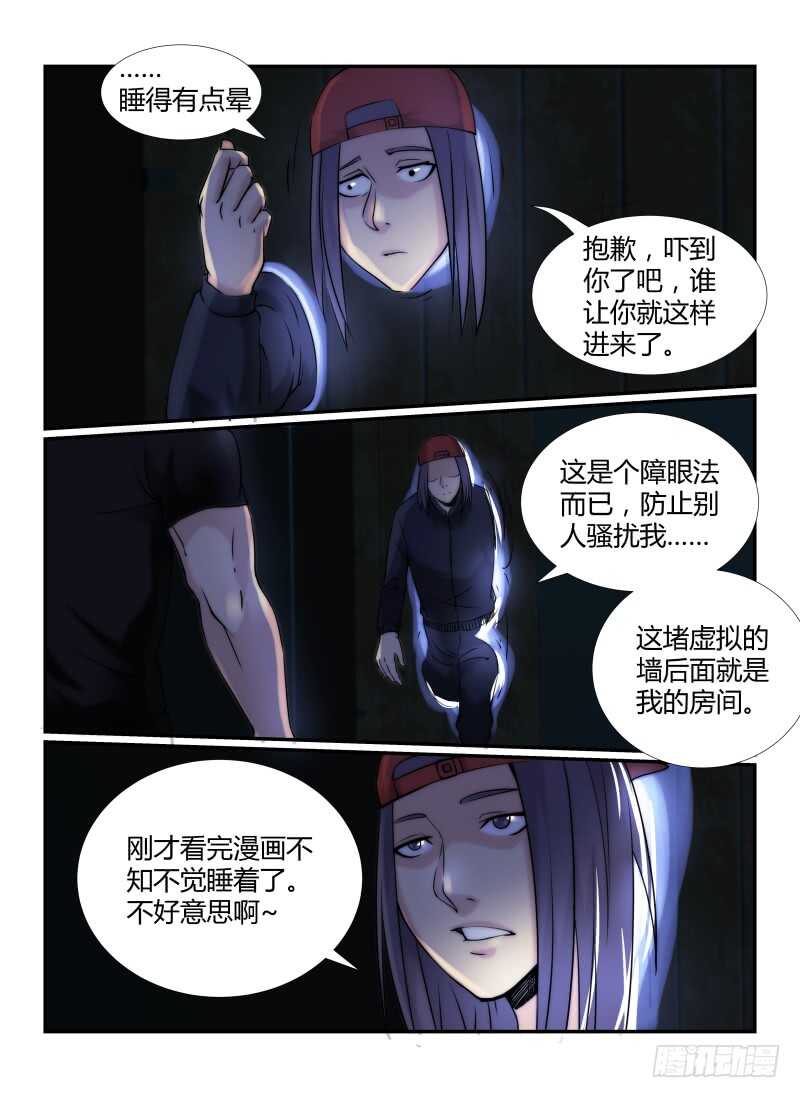 ……
睡得有点晕
抱歉，吓到
你了吧，谁
让你就这样
进来了。
这是个障眼法
而已，防止别
人骚扰我……
这堵虚拟的
墙后面就是
我的房间。
刚才看完漫画不
知不觉睡着了。
不好意思啊~
腾讯动漫